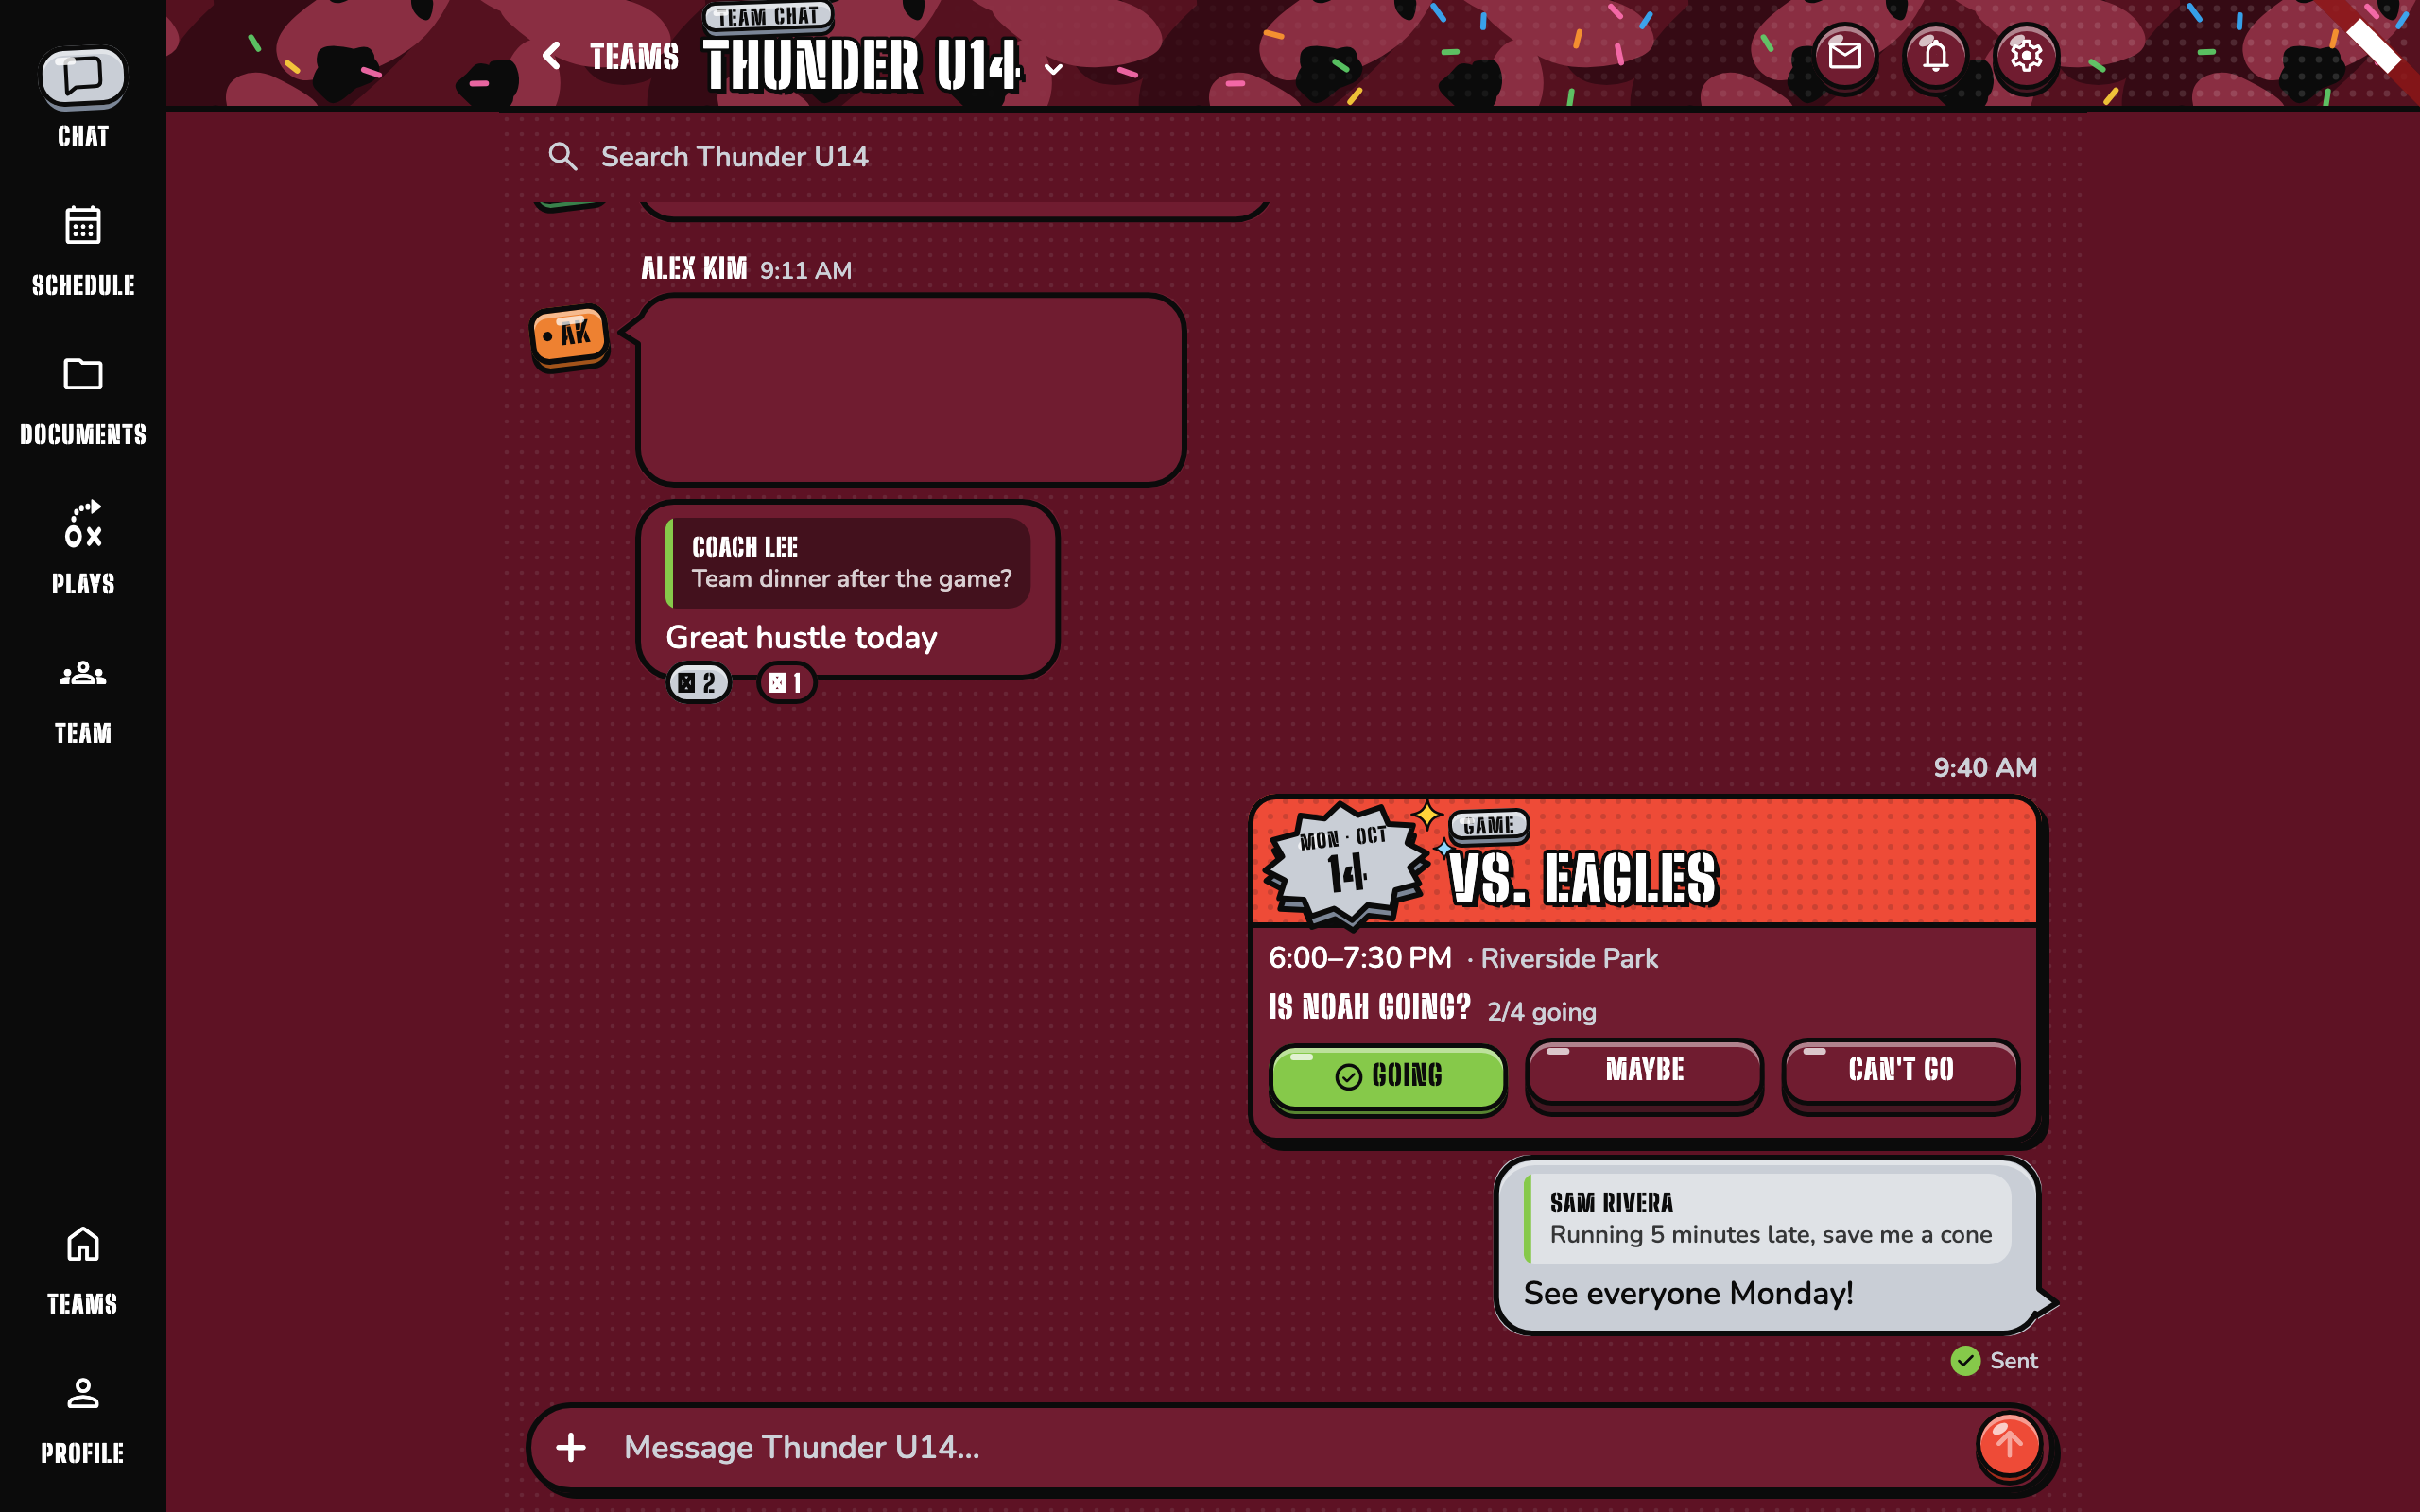 CHAT
SCHEDULE
DOCUMENTS
PLAYS
TEAM
TEAMS
PROFILE
TEAMS
TEAM CHAT
THUNDER U14
Search Thunder U14
ALEX KIM 9:11 AM
AK
COACH LEE
Team dinner after the game?
Great hustle today
2 1
9:40 AM
MON · OCT
14
GAME
VS. EAGLES
6:00–7:30 PM · Riverside Park
IS NOAH GOING? 2/4 going
GOING MAYBE CAN'T GO
SAM RIVERA
Running 5 minutes late, save me a cone
See everyone Monday!
Sent
Message Thunder U14...